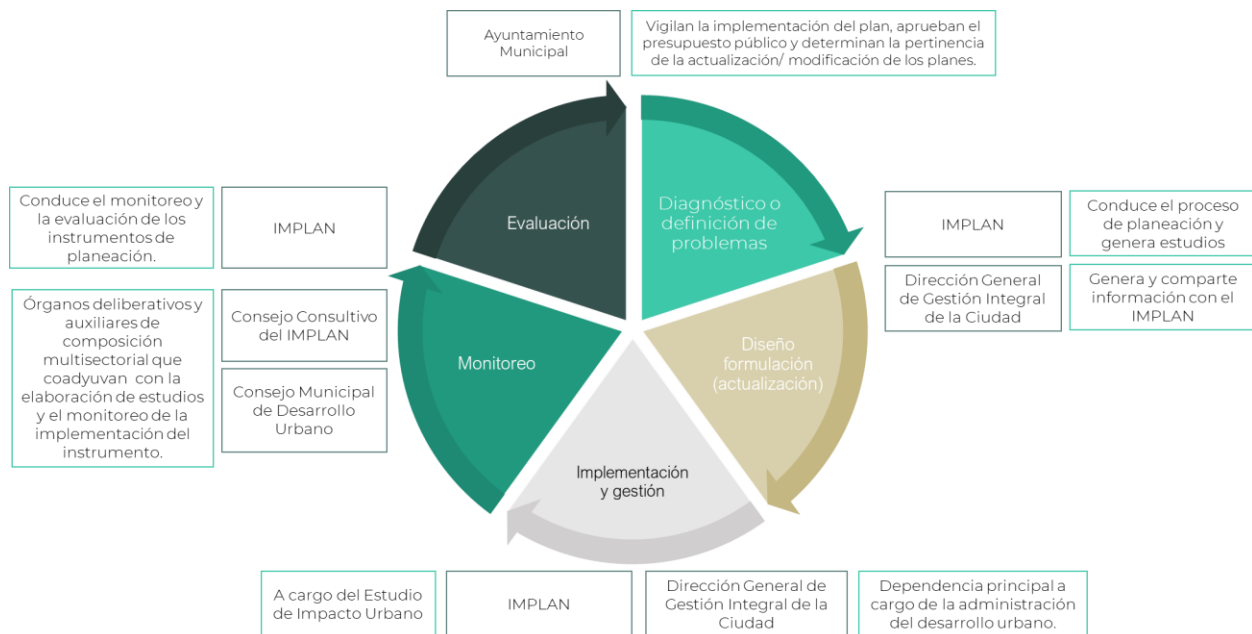 Ayuntamiento
Municipal
Vigilan la implementación del plan, aprueban el
presupuesto público y determinan la pertinencia
de la actualización/ modificación de los planes.
Conduce el monitoreo y
la evaluación de los
instrumentos de
planeación.
IMPLAN
Evaluación
Diagnóstico o
definición de
problemas
IMPLAN
Conduce el proceso
de planeación y
genera estudios
Dirección General
de Gestión Integral
de la Ciudad
Genera y comparte
información con el
IMPLAN
Órganos deliberativos y
auxiliares de
composición
multisectorial que
coadyuvan con la
elaboración de estudios
y el monitoreo de la
implementación del
instrumento.
Consejo Consultivo
del IMPLAN
Consejo Municipal
de Desarrollo
Urbano
Monitoreo
Diseño
formulación
(actualización)
Implementación
y gestión
A cargo del Estudio
de Impacto Urbano
IMPLAN
Dirección General de
Gestión Integral de la
Ciudad
Dependencia principal a
cargo de la administración
del desarrollo urbano.